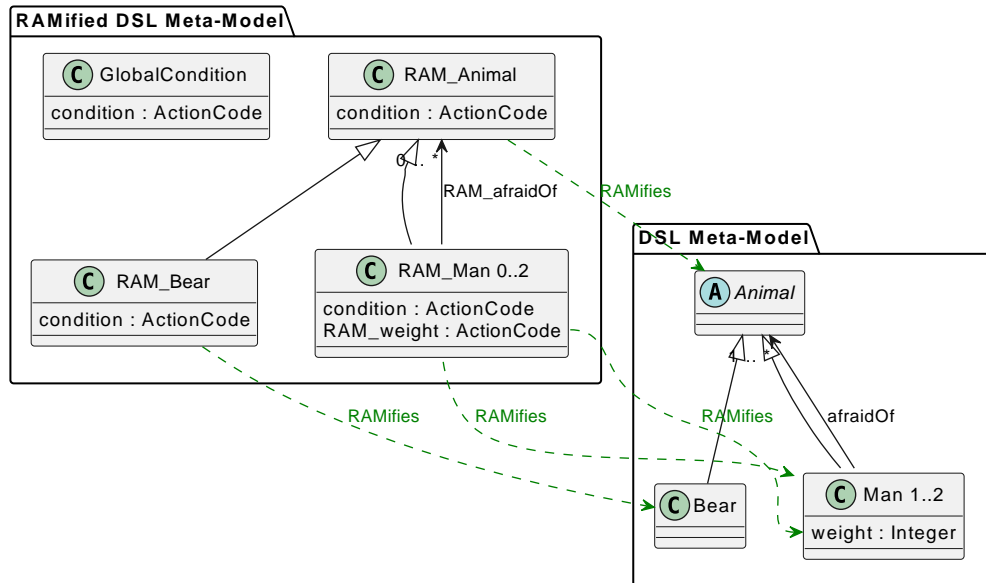 RAMified DSL Meta-Model
C GlobalCondition
condition : ActionCode
C RAM_Animal
condition : ActionCode
0..*
RAM_afraidOf
RAMifies
C RAM_Bear
condition : ActionCode
C RAM_Man 0..2
condition : ActionCode
RAM_weight : ActionCode
DSL Meta-Model
A Animal
1..*
afraidOf
RAMifies
RAMifies
RAMifies
C Bear
C Man 1..2
weight : Integer